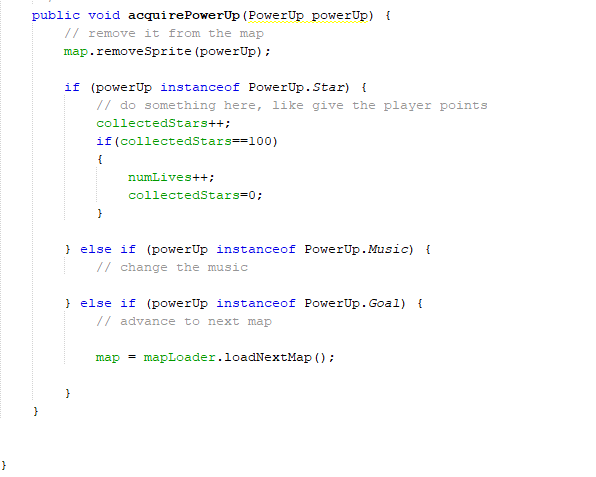 public void acquirePowerUp(PowerUp powerUp) {
// remove it from the map
map.removeSprite(powerUp);
if (powerUp instanceof PowerUp.Star) {
// do something here, like give the player points
collectedStars++;
if(collectedStars==100)
{
numLives++;
collectedStars=0;
}
} else if (powerUp instanceof PowerUp.Music) {
// change the music
} else if (powerUp instanceof PowerUp.Goal) {
// advance to next map
map = mapLoader.loadNextMap();
}
}
}